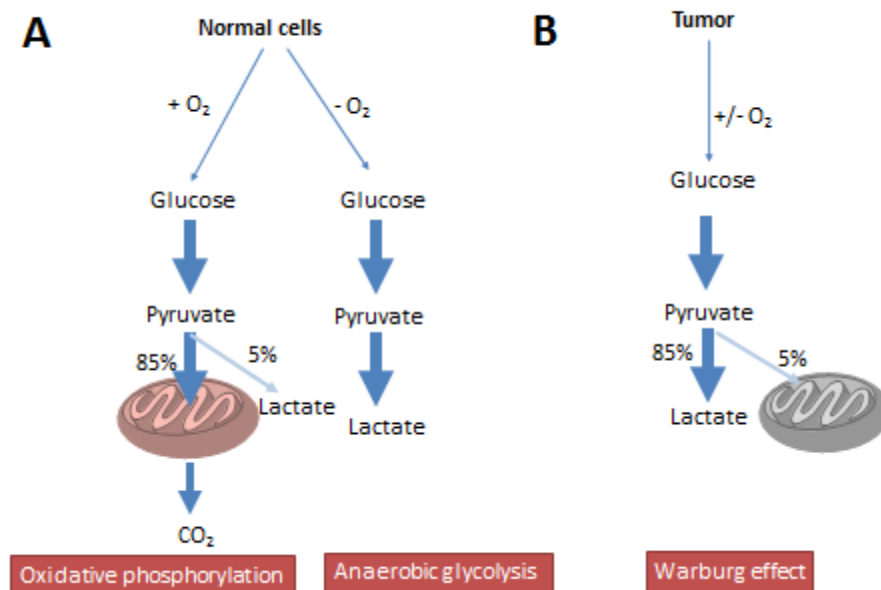 A
Normal cells
+ O₂
- O₂
Glucose
Glucose
Pyruvate
Pyruvate
85%
5%
Lactate
Lactate
CO₂
Oxidative phosphorylation
Anaerobic glycolysis
B
Tumor
+/- O₂
Glucose
Pyruvate
85%
5%
Lactate
Warburg effect